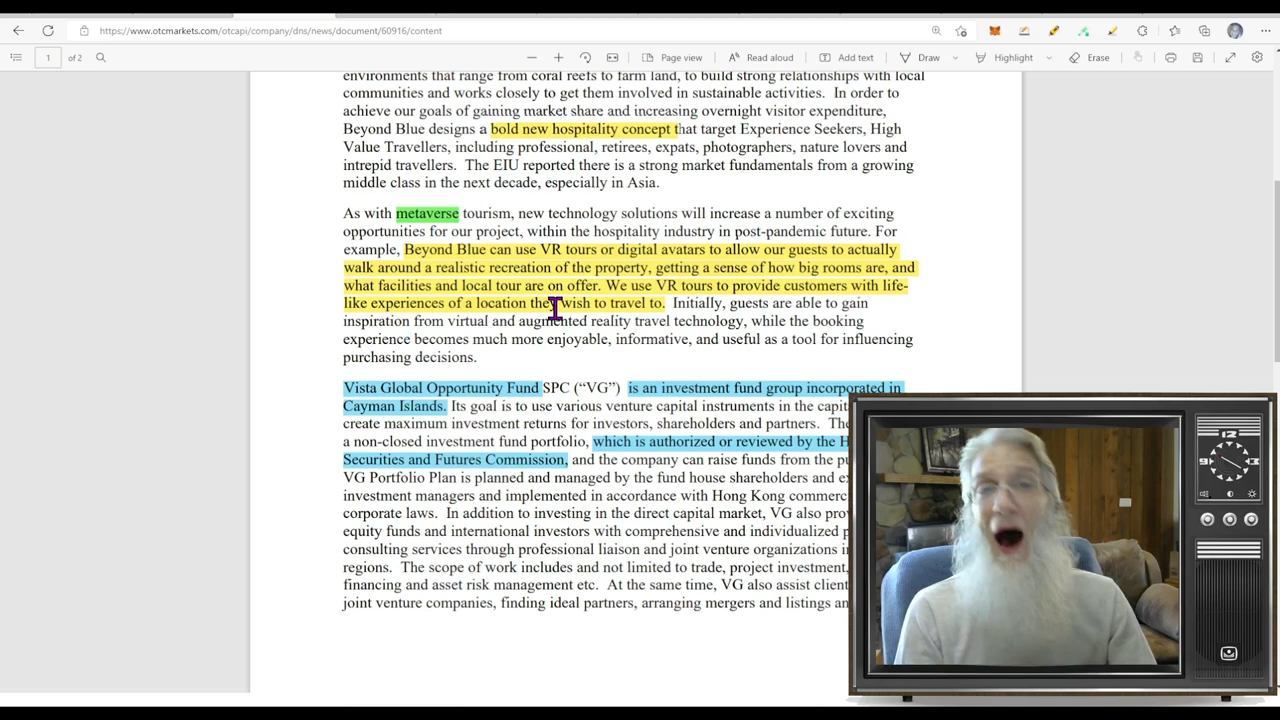 https://www.otcmarkets.com/otcapi/company/dns/news/document/60916/content
1 of 2 Page view Read aloud Add text Draw Highlight Erase
environments that range from coral reefs to farm land, to build strong relationships with local
communities and works closely to get them involved in sustainable activities. In order to
achieve our goals of gaining market share and increasing overnight visitor expenditure,
Beyond Blue designs a bold new hospitality concept that target Experience Seekers, High
Value Travellers, including professional, retirees, expats, photographers, nature lovers and
intrepid travellers. The EIU reported there is a strong market fundamentals from a growing
middle class in the next decade, especially in Asia.
As with metaverse tourism, new technology solutions will increase a number of exciting
opportunities for our project, within the hospitality industry in post-pandemic future. For
example, Beyond Blue can use VR tours or digital avatars to allow our guests to actually
walk around a realistic recreation of the property, getting a sense of how big rooms are, and
what facilities and local tour are on offer. We use VR tours to provide customers with life-
like experiences of a location they wish to travel to. Initially, guests are able to gain
inspiration from virtual and augmented reality travel technology, while the booking
experience becomes much more enjoyable, informative, and useful as a tool for influencing
purchasing decisions.
Vista Global Opportunity Fund SPC (“VG”) is an investment fund group incorporated in
Cayman Islands. Its goal is to use various venture capital instruments in the
create maximum investment returns for investors, shareholders and partners.
a non-closed investment fund portfolio, which is authorized or reviewed by the
Securities and Futures Commission, and the company can raise funds from the
VG Portfolio Plan is planned and managed by the fund house shareholders and
investment managers and implemented in accordance with Hong Kong
corporate laws. In addition to investing in the direct capital market, VG also
equity funds and international investors with comprehensive and individualized
consulting services through professional liaison and joint venture organizations
regions. The scope of work includes and not limited to trade, project investment,
financing and asset risk management etc. At the same time, VG also assist
joint venture companies, finding ideal partners, arranging mergers and listings
12
9 3